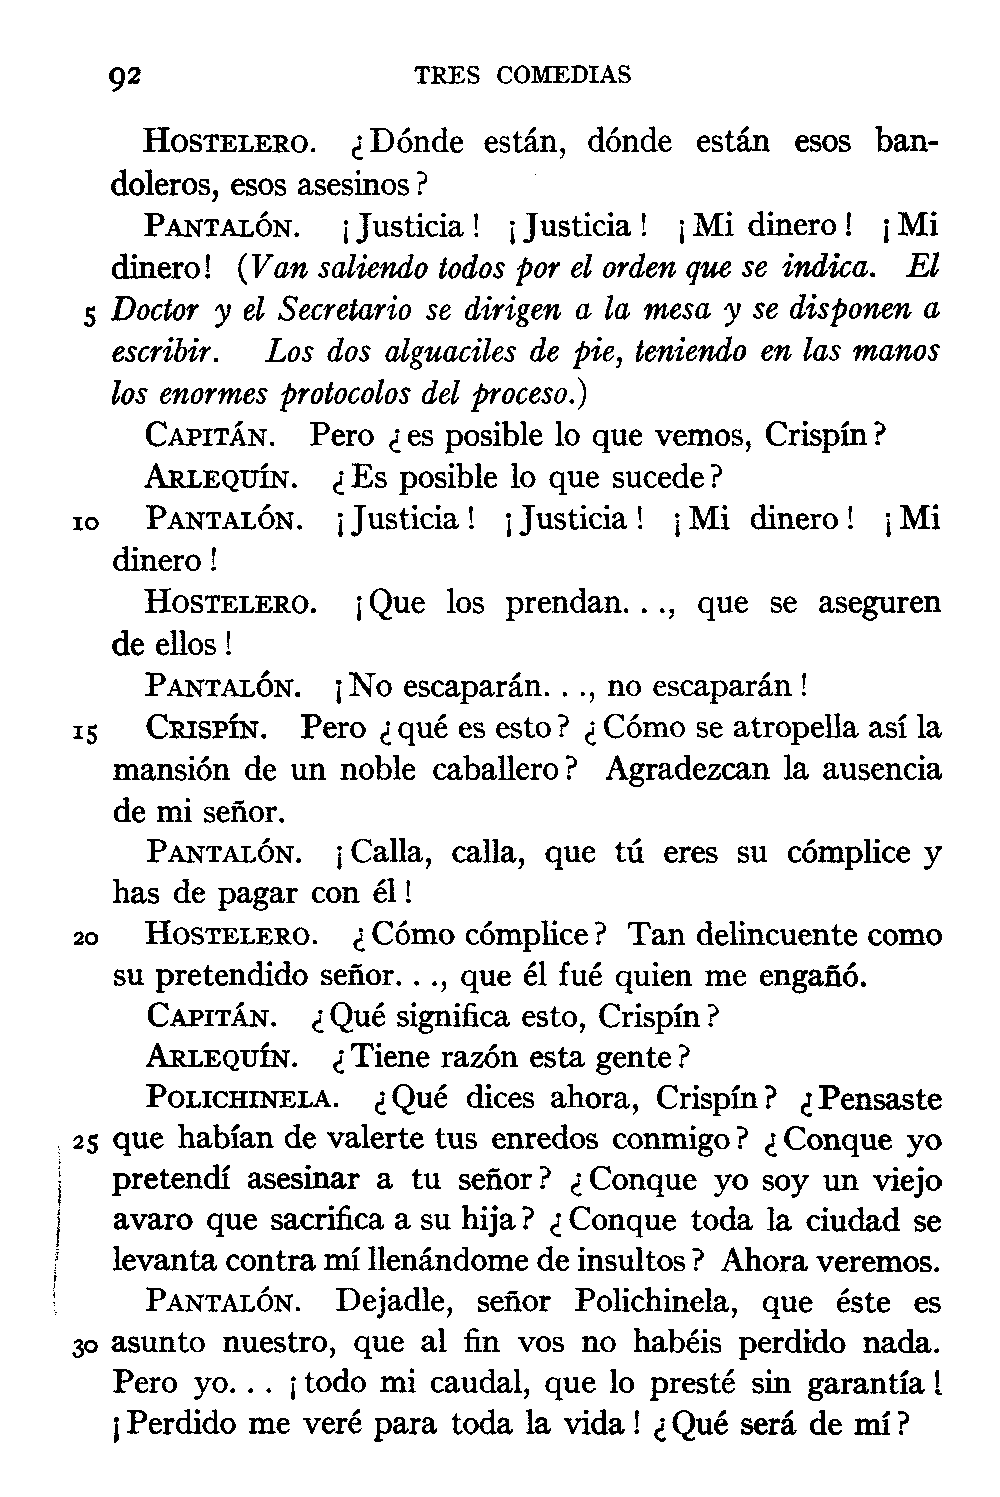 92 TRES COMEDIAS
Hostelero. ¿Dónde están, dónde están esos ban-
doleros, esos asesinos?
Pantalón. ¡Justicia! ¡Justicia! ¡Mi dinero! ¡Mi
dinero! (Van saliendo todos por el orden que se indica. El
5 Doctor y el Secretario se dirigen a la mesa y se disponen a
escribir. Los dos alguaciles de pie, teniendo en las manos
los enormes protocolos del proceso.)
Capitán. Pero ¿es posible lo que vemos, Crispín?
Arlequín. ¿Es posible lo que sucede?
10 Pantalón. ¡Justicia! ¡Justicia! ¡Mi dinero! ¡Mi
dinero!
Hostelero. ¡Que los prendan. . ., que se aseguren
de ellos!
Pantalón. ¡No escaparán. . ., no escaparán!
15 Crispín. Pero ¿qué es esto? ¿Cómo se atropella así la
mansión de un noble caballero? Agradezcan la ausencia
de mi señor.
Pantalón. ¡Calla, calla, que tú eres su cómplice y
has de pagar con él!
20 Hostelero. ¿Cómo cómplice? Tan delincuente como
su pretendido señor. . ., que él fué quien me engañó.
Capitán. ¿Qué significa esto, Crispín?
Arlequín. ¿Tiene razón esta gente?
Polichinela. ¿Qué dices ahora, Crispín? ¿Pensaste
25 que habían de valerte tus enredos conmigo? ¿Conque yo
pretendí asesinar a tu señor? ¿Conque yo soy un viejo
avaro que sacrifica a su hija? ¿Conque toda la ciudad se
levanta contra mí llenándome de insultos? Ahora veremos.
Pantalón. Dejadle, señor Polichinela, que éste es
30 asunto nuestro, que al fin vos no habéis perdido nada.
Pero yo. . . ¡todo mi caudal, que lo presté sin garantía!
¡Perdido me veré para toda la vida! ¿Qué será de mí?